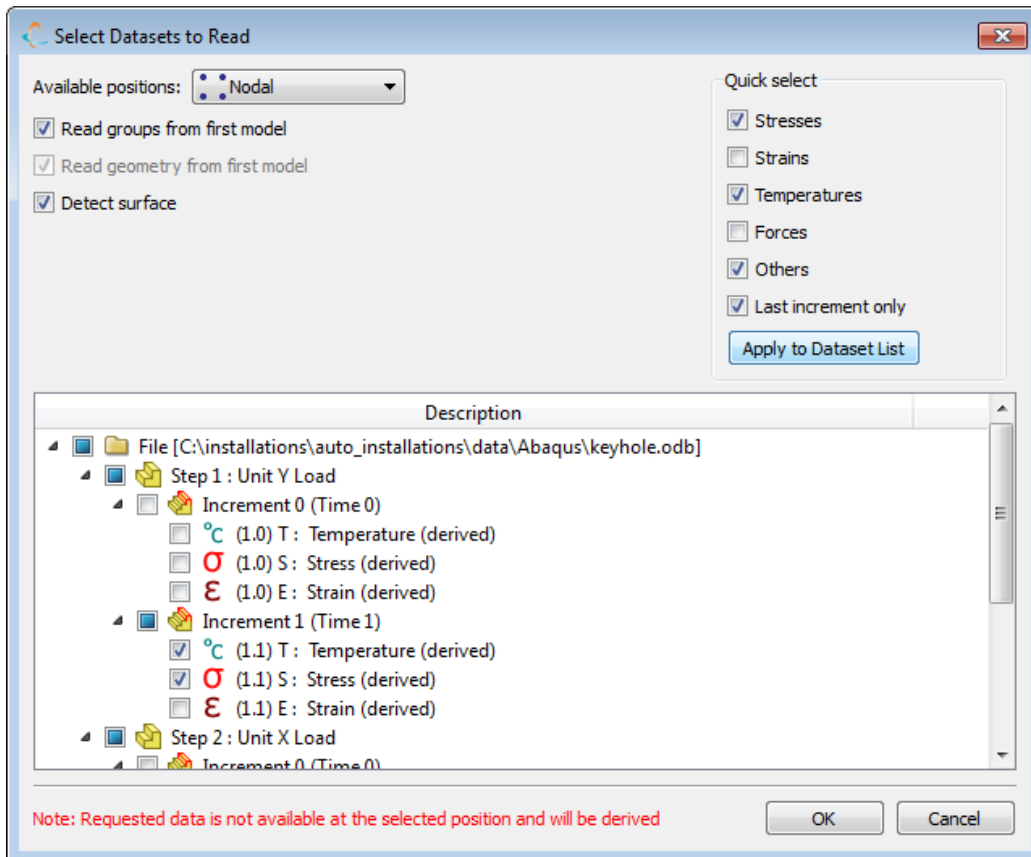 Select Datasets to Read
Available positions: Nodal
Read groups from first model
Read geometry from first model
Detect surface
Quick select
Stresses
Strains
Temperatures
Forces
Others
Last increment only
Apply to Dataset List
Description
File [C:\installations\auto_installations\data\Abaqus\keyhole.odb]
Step 1 : Unit Y Load
Increment 0 (Time 0)
°C (1.0) T : Temperature (derived)
σ (1.0) S : Stress (derived)
ε (1.0) E : Strain (derived)
Increment 1 (Time 1)
°C (1.1) T : Temperature (derived)
σ (1.1) S : Stress (derived)
ε (1.1) E : Strain (derived)
Step 2 : Unit X Load
Increment 0 (Time 0)
Note: Requested data is not available at the selected position and will be derived
OK Cancel